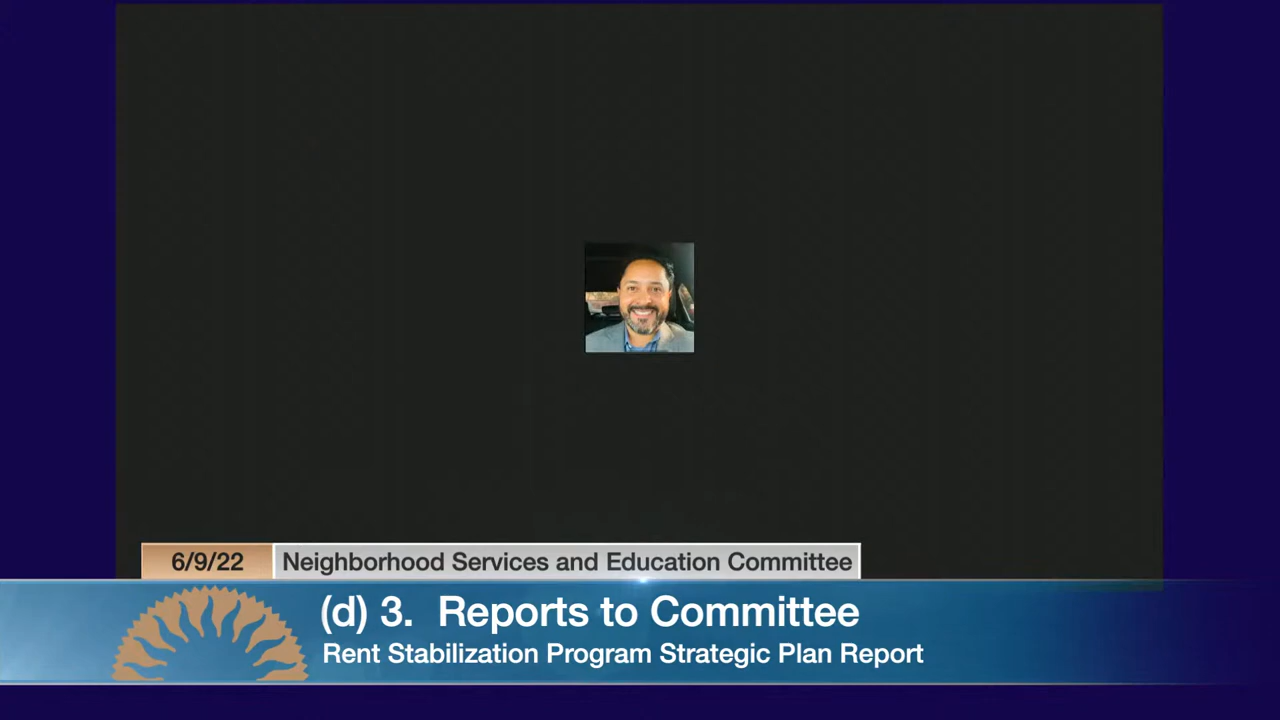 6/9/22 Neighborhood Services and Education Committee
(d) 3. Reports to Committee
Rent Stabilization Program Strategic Plan Report